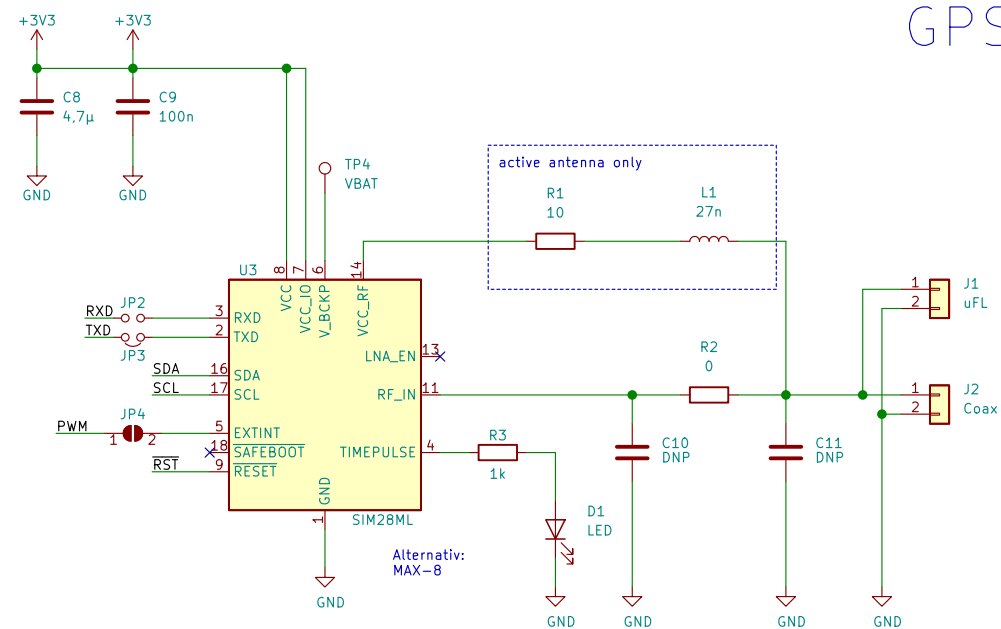 GPS
+3V3
+3V3
C8
4,7µ
C9
100n
GND
GND
TP4
VBAT
active antenna only
R1
10
L1
27n
U3
8
7
6
14
VCC
VCC_IO
V_BCKP
VCC_RF
RXD
JP2
3
RXD
TXD
JP3
2
TXD
SDA
16
SDA
SCL
17
SCL
PWM
JP4
1
2
5
EXTINT
18
SAFEBOOT
RST
9
RESET
LNA_EN
13
RF_IN
11
TIMEPULSE
4
GND
1
SIM28ML
GND
Alternativ:
MAX-8
R3
1k
D1
LED
GND
R2
0
C10
DNP
GND
C11
DNP
GND
1
2
J1
uFL
1
2
J2
Coax
GND